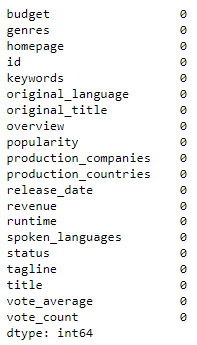 budget 0
genres 0
homepage 0
id 0
keywords 0
original_language 0
original_title 0
overview 0
popularity 0
production_companies 0
production_countries 0
release_date 0
revenue 0
runtime 0
spoken_languages 0
status 0
tagline 0
title 0
vote_average 0
vote_count 0
dtype: int64